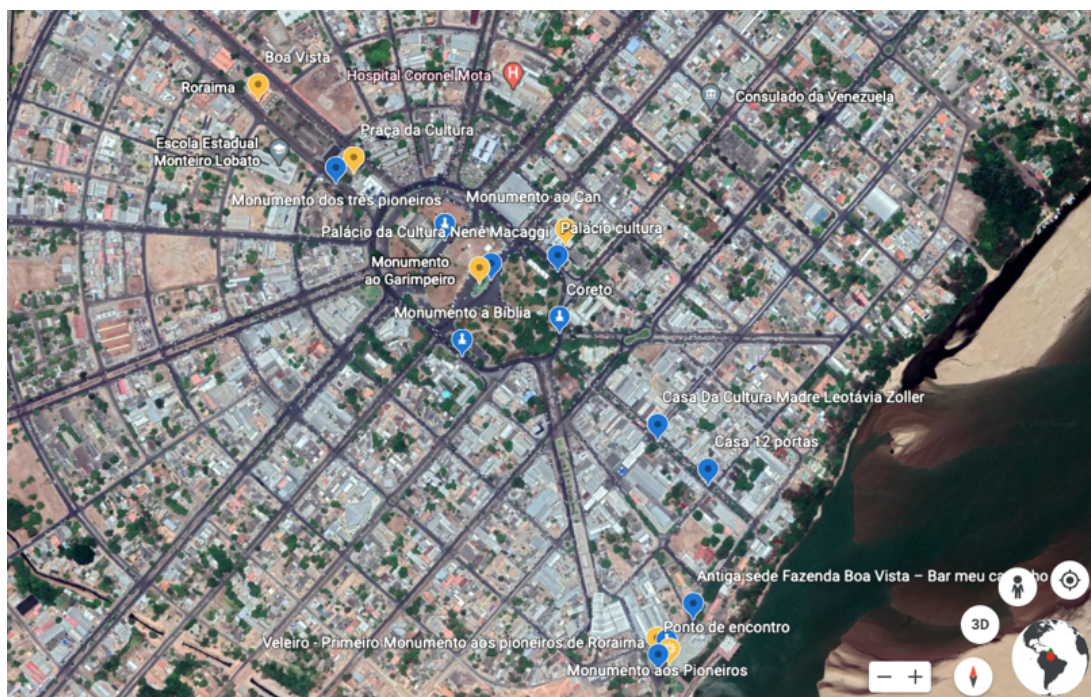 Boa Vista
Hospital Coronel Mota
H
Roraima
Consulado da Venezuela
Praça da Cultura
Escola Estadual
Monteiro Lobato
Monumento dos três pioneiros
Monumento ao Can
Palácio da Cultura Nenê Macaggi
Palácio cultura
Monumento
ao Garimpeiro
Coreto
Monumento a Bíblia
Casa Da Cultura Madre Leotávia Zoller
Casa 12 portas
Antiga sede Fazenda Boa Vista – Bar meu ca ho
Ponto de encontro
Veleiro - Primeiro Monumento aos pioneiros de Roraima
Monumento aos Pioneiros
3D